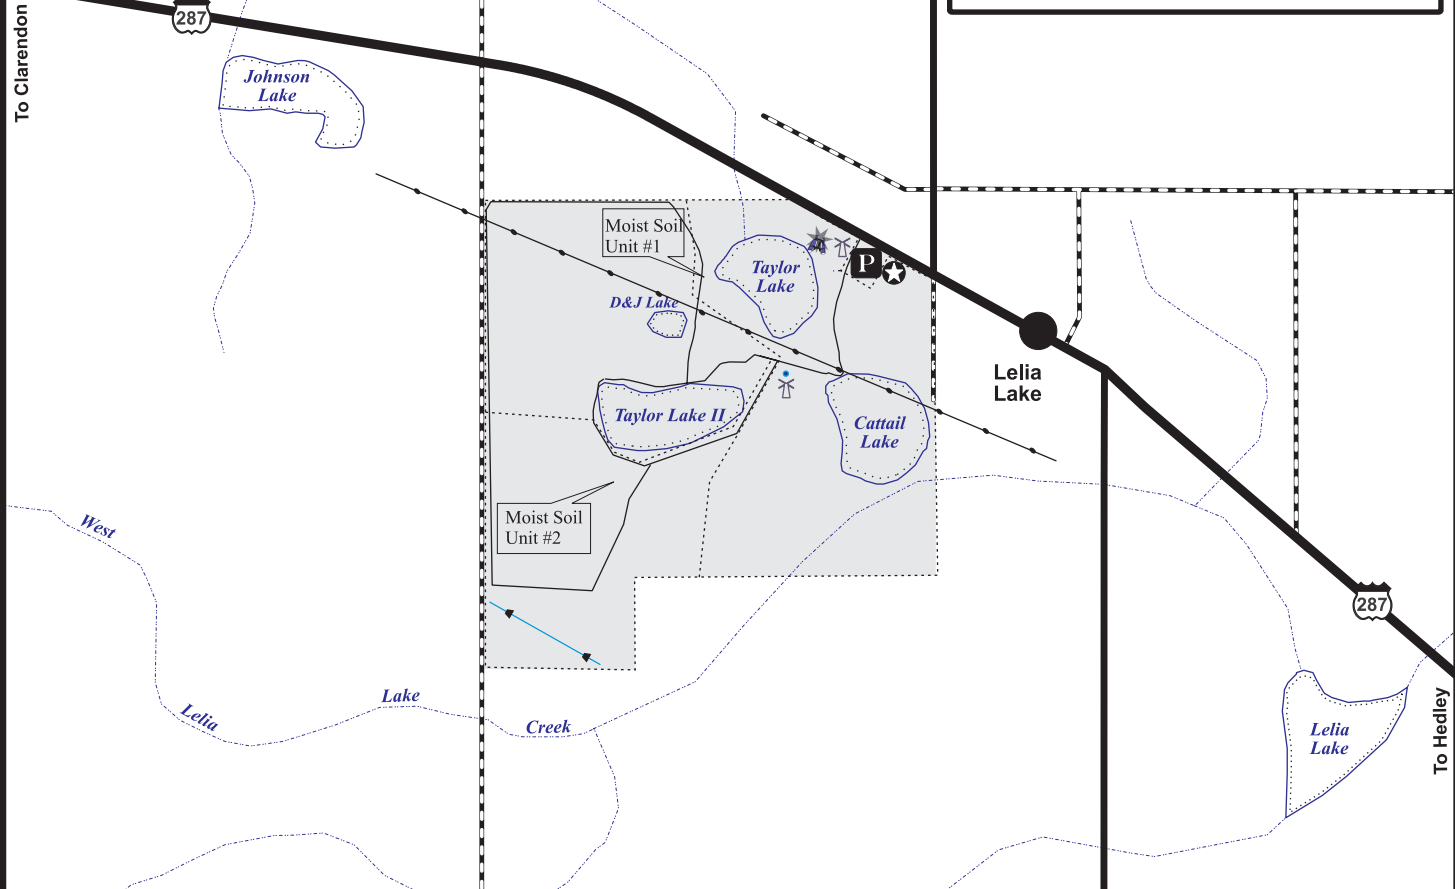 To Clarendon
287
Johnson
Lake
Moist Soil
Unit #1
Taylor
Lake
P
D&J Lake
Lelia
Lake
Taylor Lake II
Cattail
Lake
Moist Soil
Unit #2
West
Lelia
Lake
Creek
287
Lelia
Lake
To Hedley